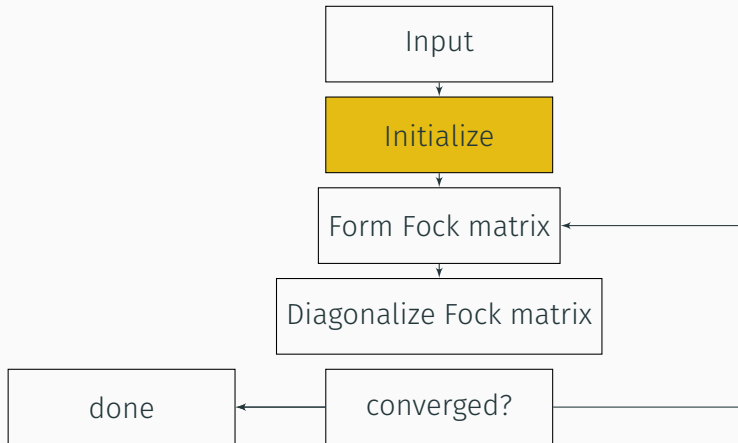 Input
Initialize
Form Fock matrix
Diagonalize Fock matrix
done
converged?